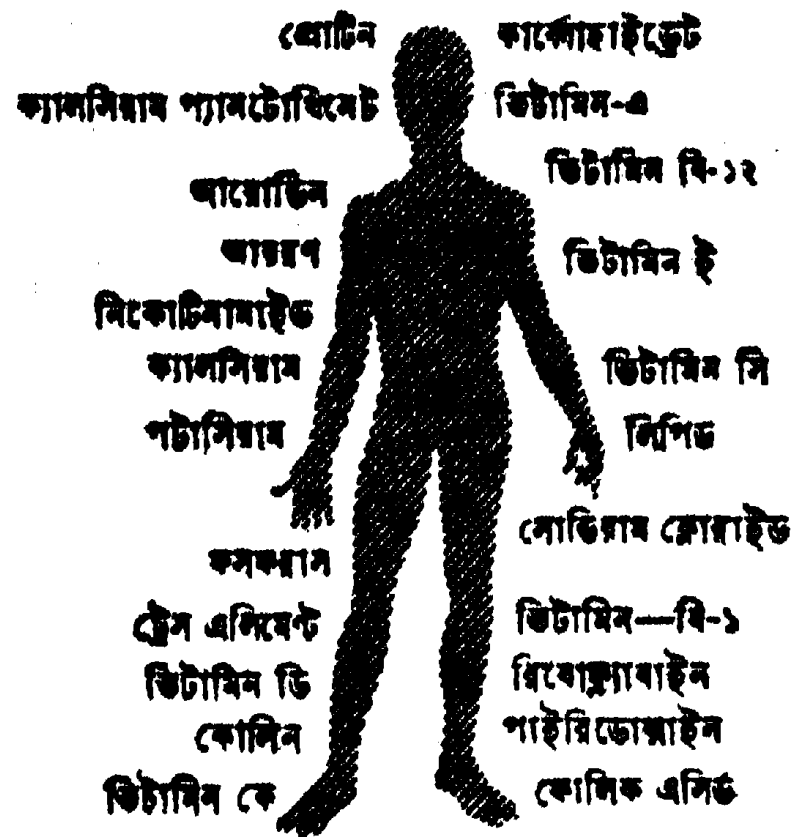 প্রোটিন
কার্বোহাইড্রেট
ক্যালসিয়াম প্যানটোথিনেট
ভিটামিন-এ
ভিটামিন বি-১২
আয়োডিন
আয়রণ
ভিটামিন ই
নিকোটিনামাইড
ক্যালসিয়াম
ভিটামিন সি
পটাসিয়াম
লিপিড
সোডিয়াম ক্লোরাইড
ফসফরাস
ট্রেস এলিমেণ্ট
ভিটামিন—বি-১
ভিটামিন ডি
রিবোফ্ল্যাবাইন
কোলিন
পাইরিডোক্সাইন
ভিটামিন কে
ফোলিক এসিড